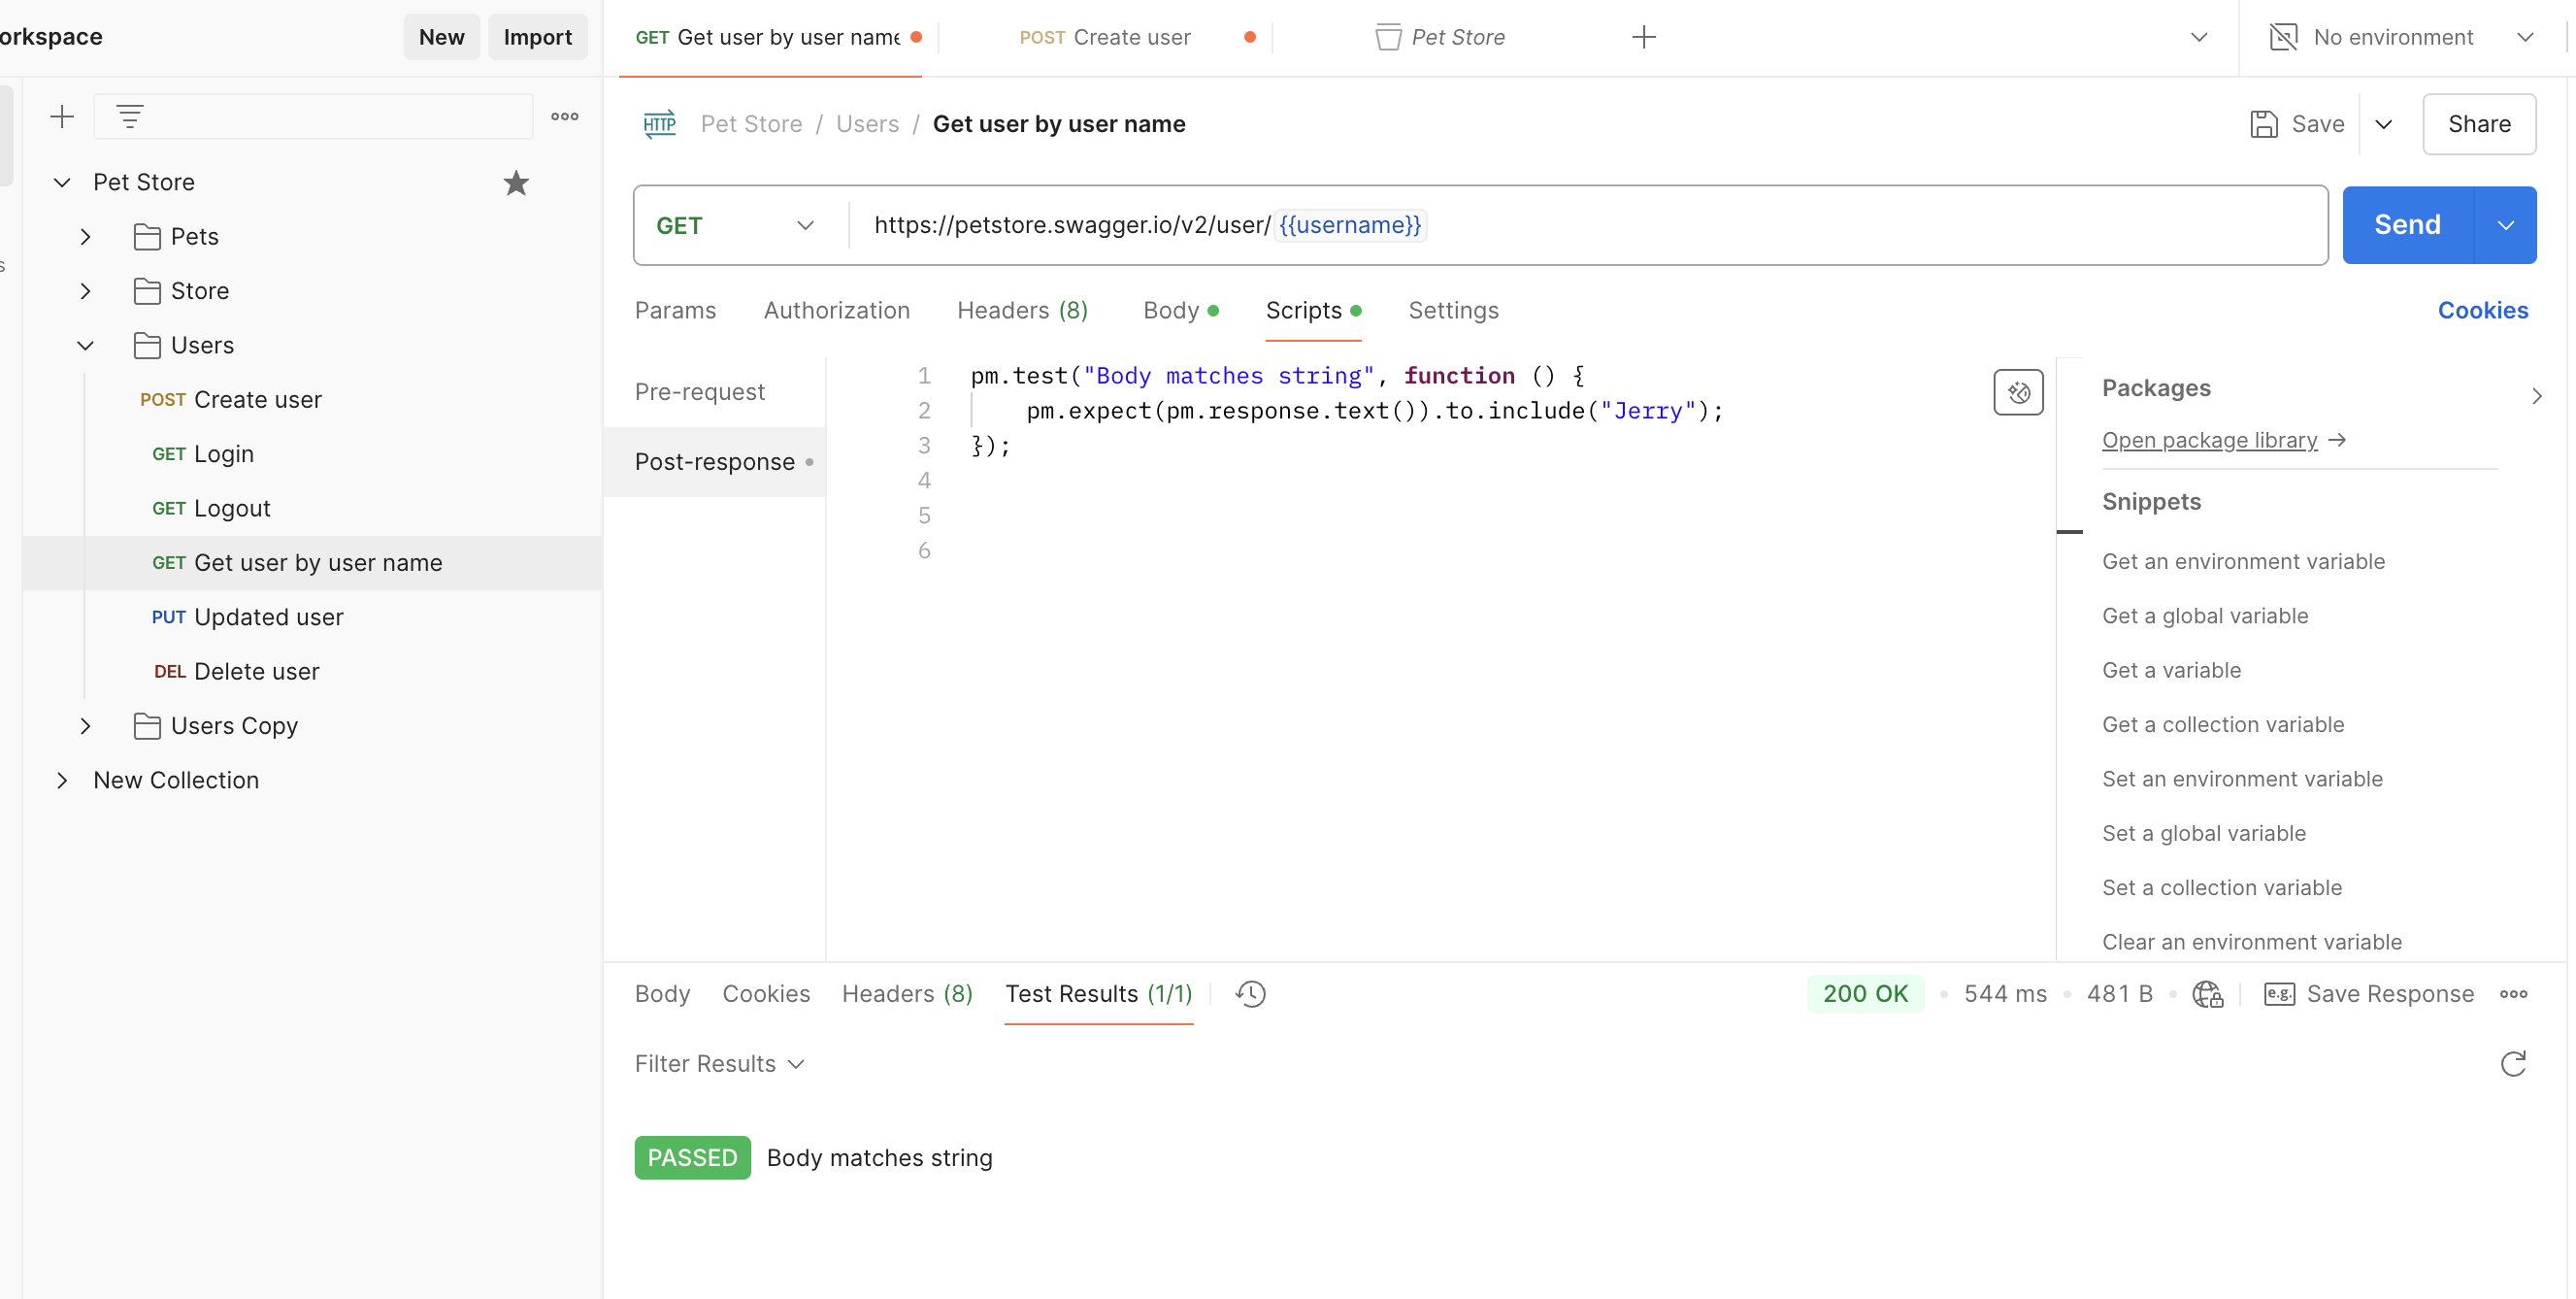 orkspace
New
Import
GET Get user by user name
POST Create user
Pet Store
No environment
HTTP Pet Store / Users / Get user by user name
Save
Share
GET
https://petstore.swagger.io/v2/user/{{username}}
Send
Params
Authorization
Headers (8)
Body
Scripts
Settings
Cookies
Pet Store
Pets
Store
Users
POST Create user
GET Login
GET Logout
GET Get user by user name
PUT Updated user
DEL Delete user
Users Copy
New Collection
s
Pre-request
Post-response
1 pm.test("Body matches string", function () {
2 pm.expect(pm.response.text()).to.include("Jerry");
3 });
4
5
6
Packages
Open package library →
Snippets
Get an environment variable
Get a global variable
Get a variable
Get a collection variable
Set an environment variable
Set a global variable
Set a collection variable
Clear an environment variable
Body
Cookies
Headers (8)
Test Results (1/1)
200 OK
544 ms
481 B
e.g. Save Response
Filter Results
PASSED Body matches string